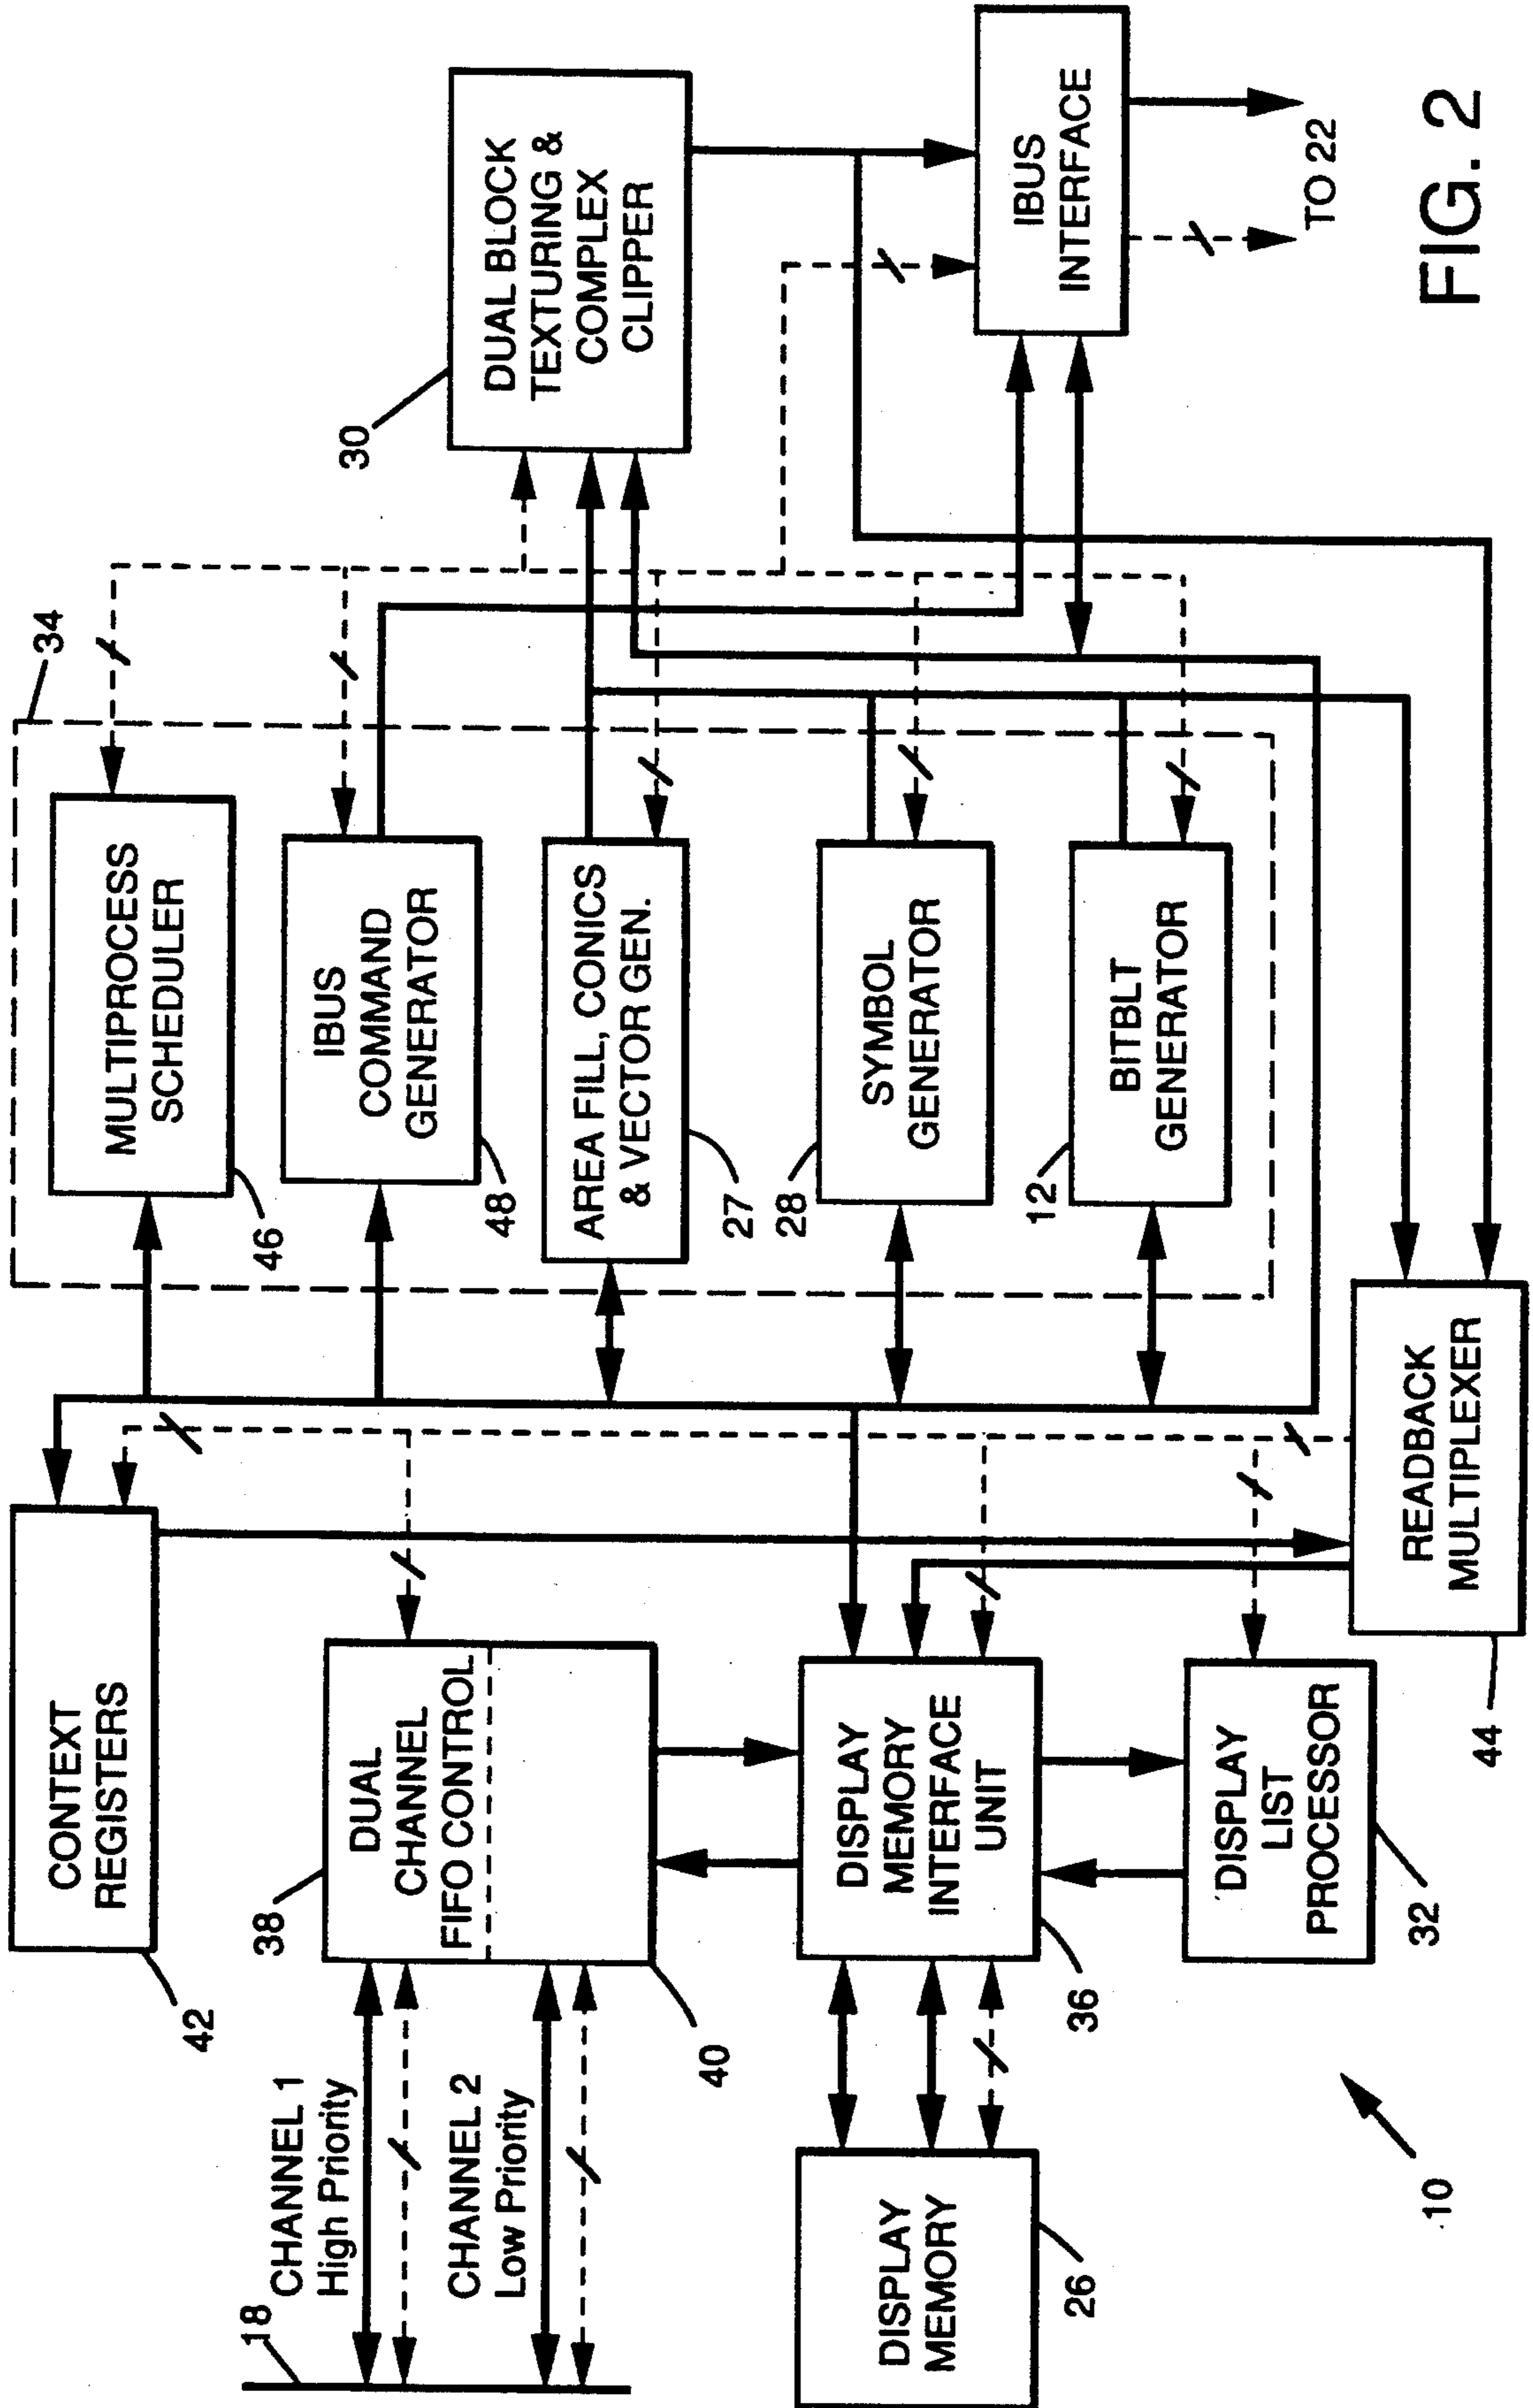 18
CHANNEL 1
High Priority
CHANNEL 2
Low Priority
42
CONTEXT
REGISTERS
38
DUAL
CHANNEL
FIFO CONTROL
40
DISPLAY
MEMORY
26
DISPLAY
MEMORY
INTERFACE
UNIT
36
DISPLAY
LIST
PROCESSOR
32
10
34
MULTIPROCESS
SCHEDULER
46
IBUS
COMMAND
GENERATOR
48
AREA FILL, CONICS
& VECTOR GEN.
27
SYMBOL
GENERATOR
28
BITBLT
GENERATOR
12
READBACK
MULTIPLEXER
44
30
DUAL BLOCK
TEXTURING &
COMPLEX
CLIPPER
IBUS
INTERFACE
TO 22
FIG. 2